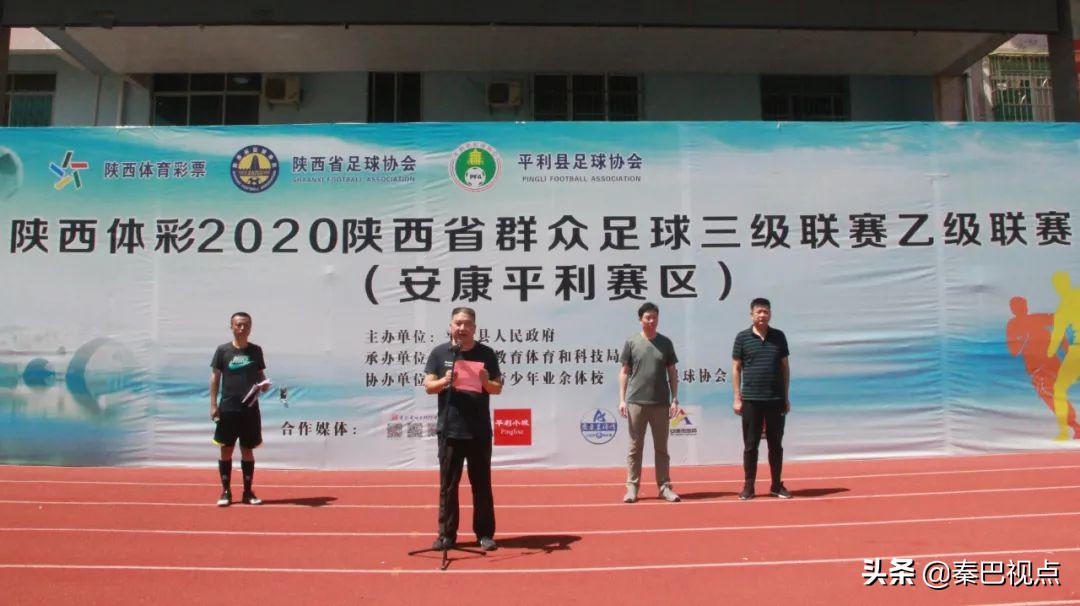 陕西体育彩票
陕西省足球协会
SHAANXI FOOTBALL ASSOCIATION
平利县足球协会
PINGLI FOOTBALL ASSOCIATION
PFA
陕西体彩2020陕西省群众足球三级联赛乙级联赛
（安康平利赛区）
主办单位： 县人民政府
承办单位 教育体育和科技局
协办单位 青少年业余体校 足球协会
合作媒体：
平利小城
头条 @秦巴视点